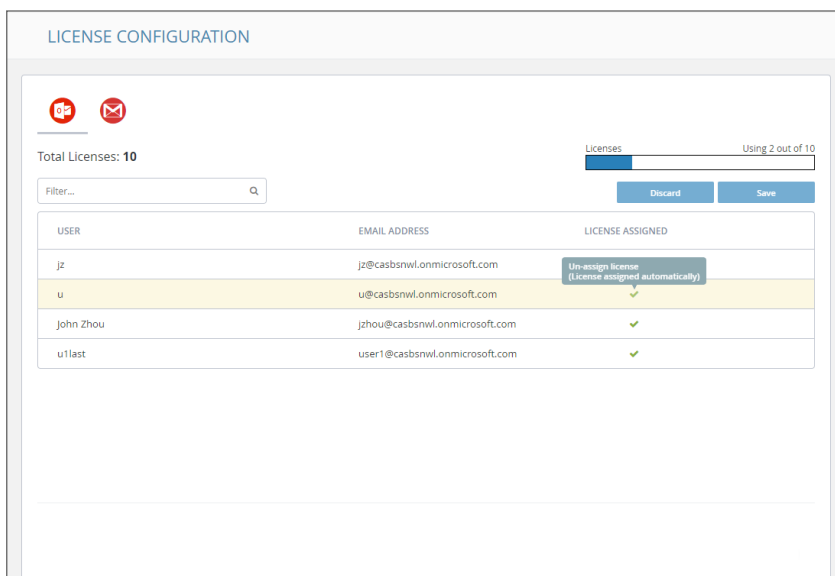 LICENSE CONFIGURATION
Total Licenses: 10
Licenses Using 2 out of 10
Filter...
Discard Save
USER EMAIL ADDRESS LICENSE ASSIGNED
jz jz@casbsnwl.onmicrosoft.com
Un-assign license
(License assigned automatically)
u u@casbsnwl.onmicrosoft.com
John Zhou jzhou@casbsnwl.onmicrosoft.com
u1last user1@casbsnwl.onmicrosoft.com